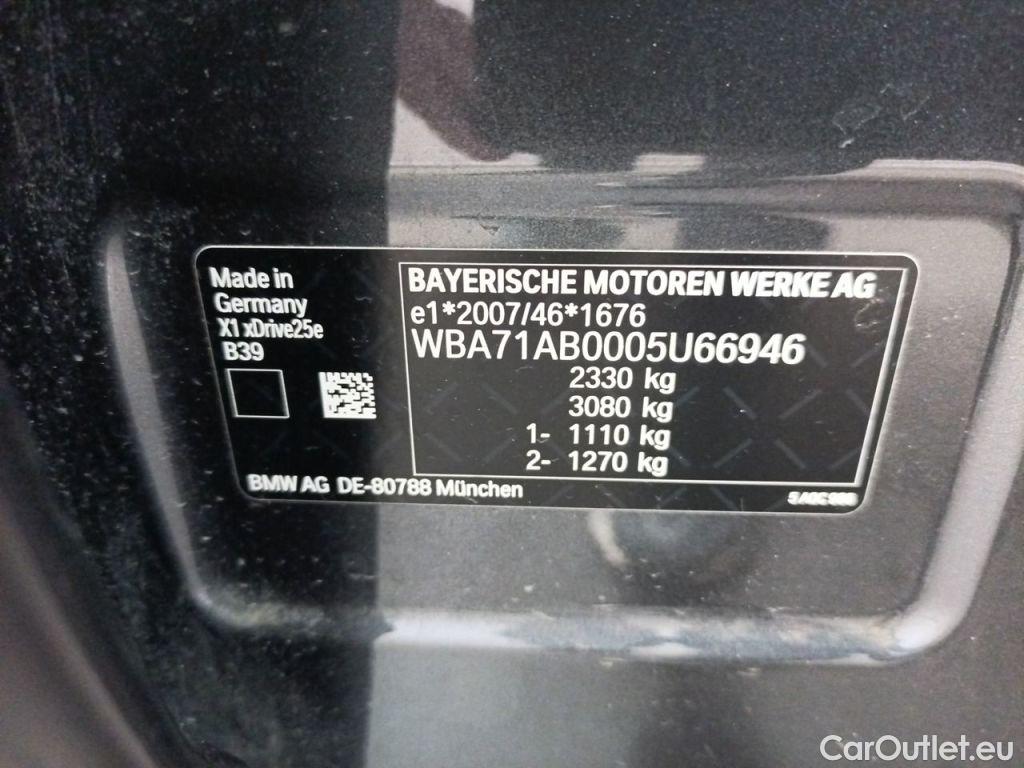 Made in
Germany
X1 xDrive25e
B39
BAYERISCHE MOTOREN WERKE AG
e1*2007/46*1676
WBA71AB0005U66946
2330 kg
3080 kg
1- 1110 kg
2- 1270 kg
BMW AG DE-80788 München
CarOutlet.eu